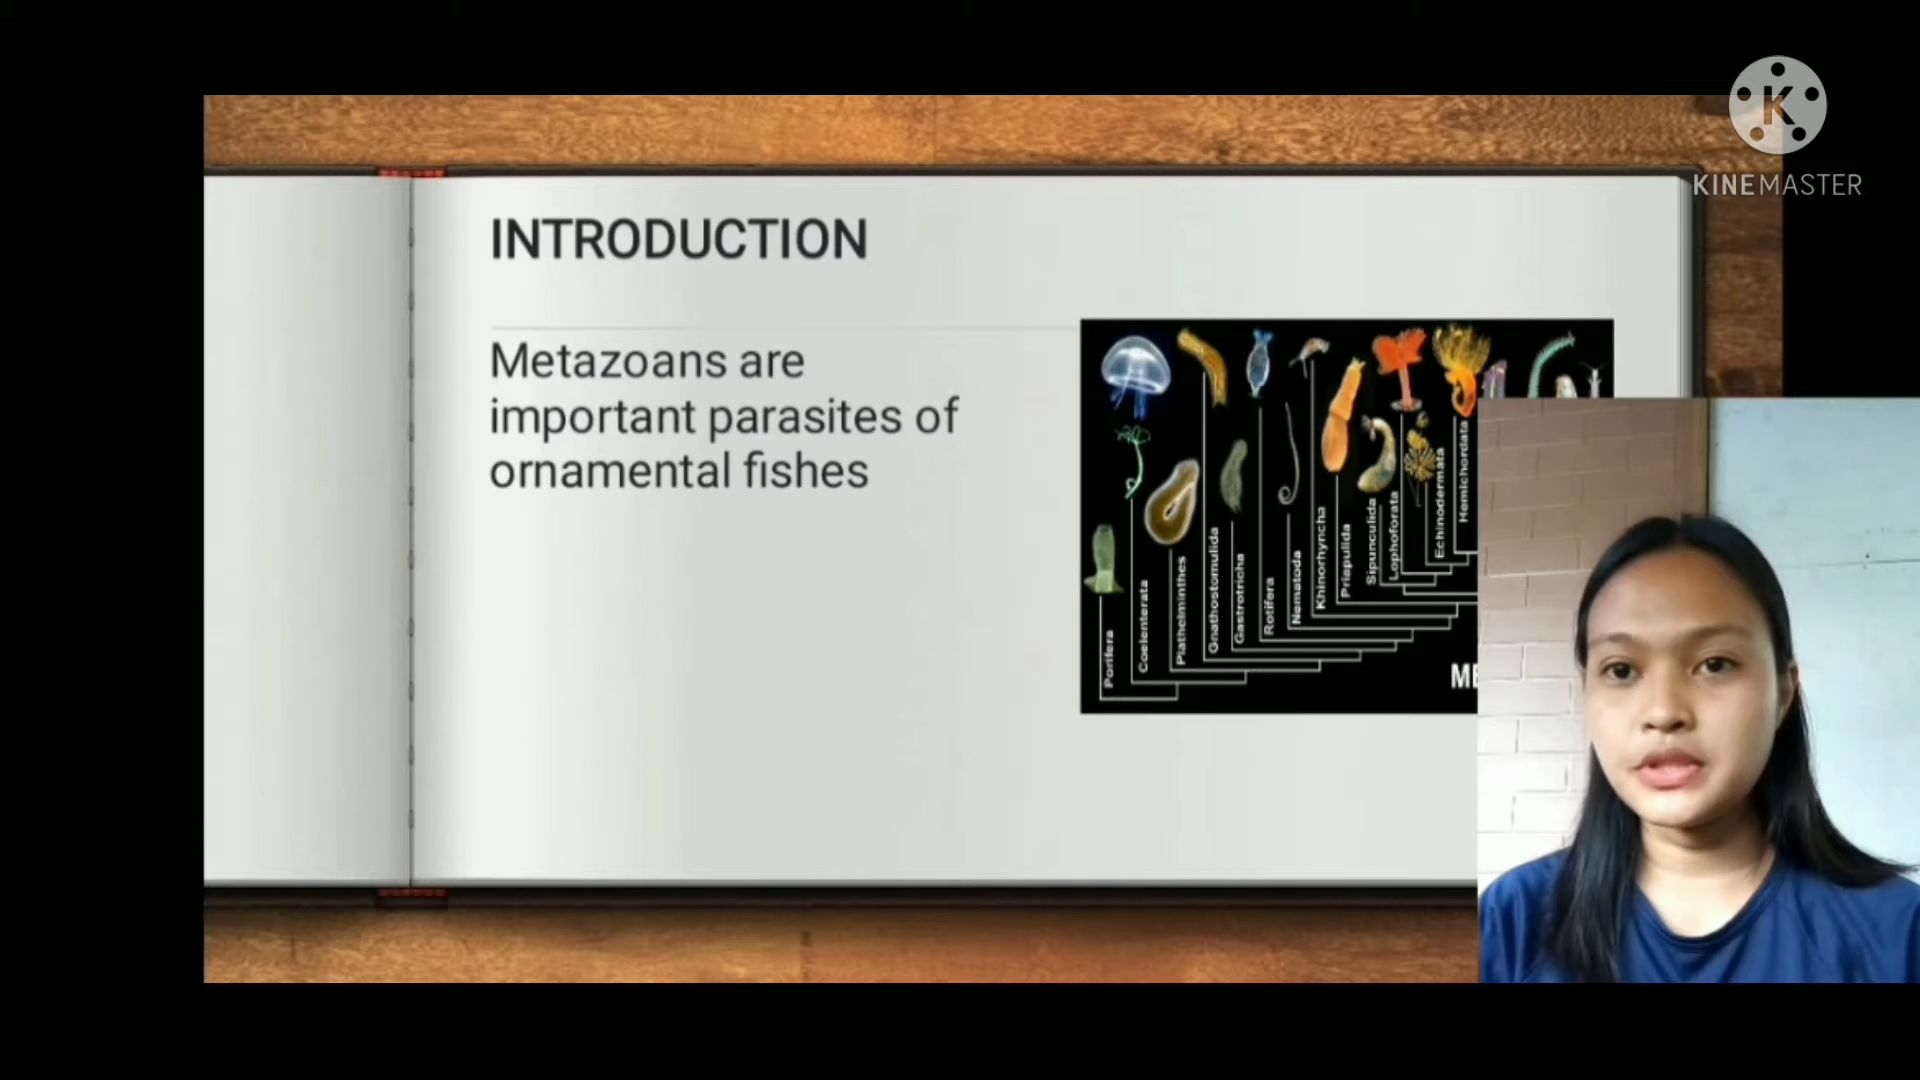 K
KINEMASTER
INTRODUCTION
Metazoans are
important parasites of
ornamental fishes
Porifera
Coelenterata
Plathelminthes
Gnathostomulida
Gastrotricha
Rotifera
Nematoda
Khinorhyncha
Priapulida
Sipunculida
Lophoforata
Echinodermata
Hemichordata